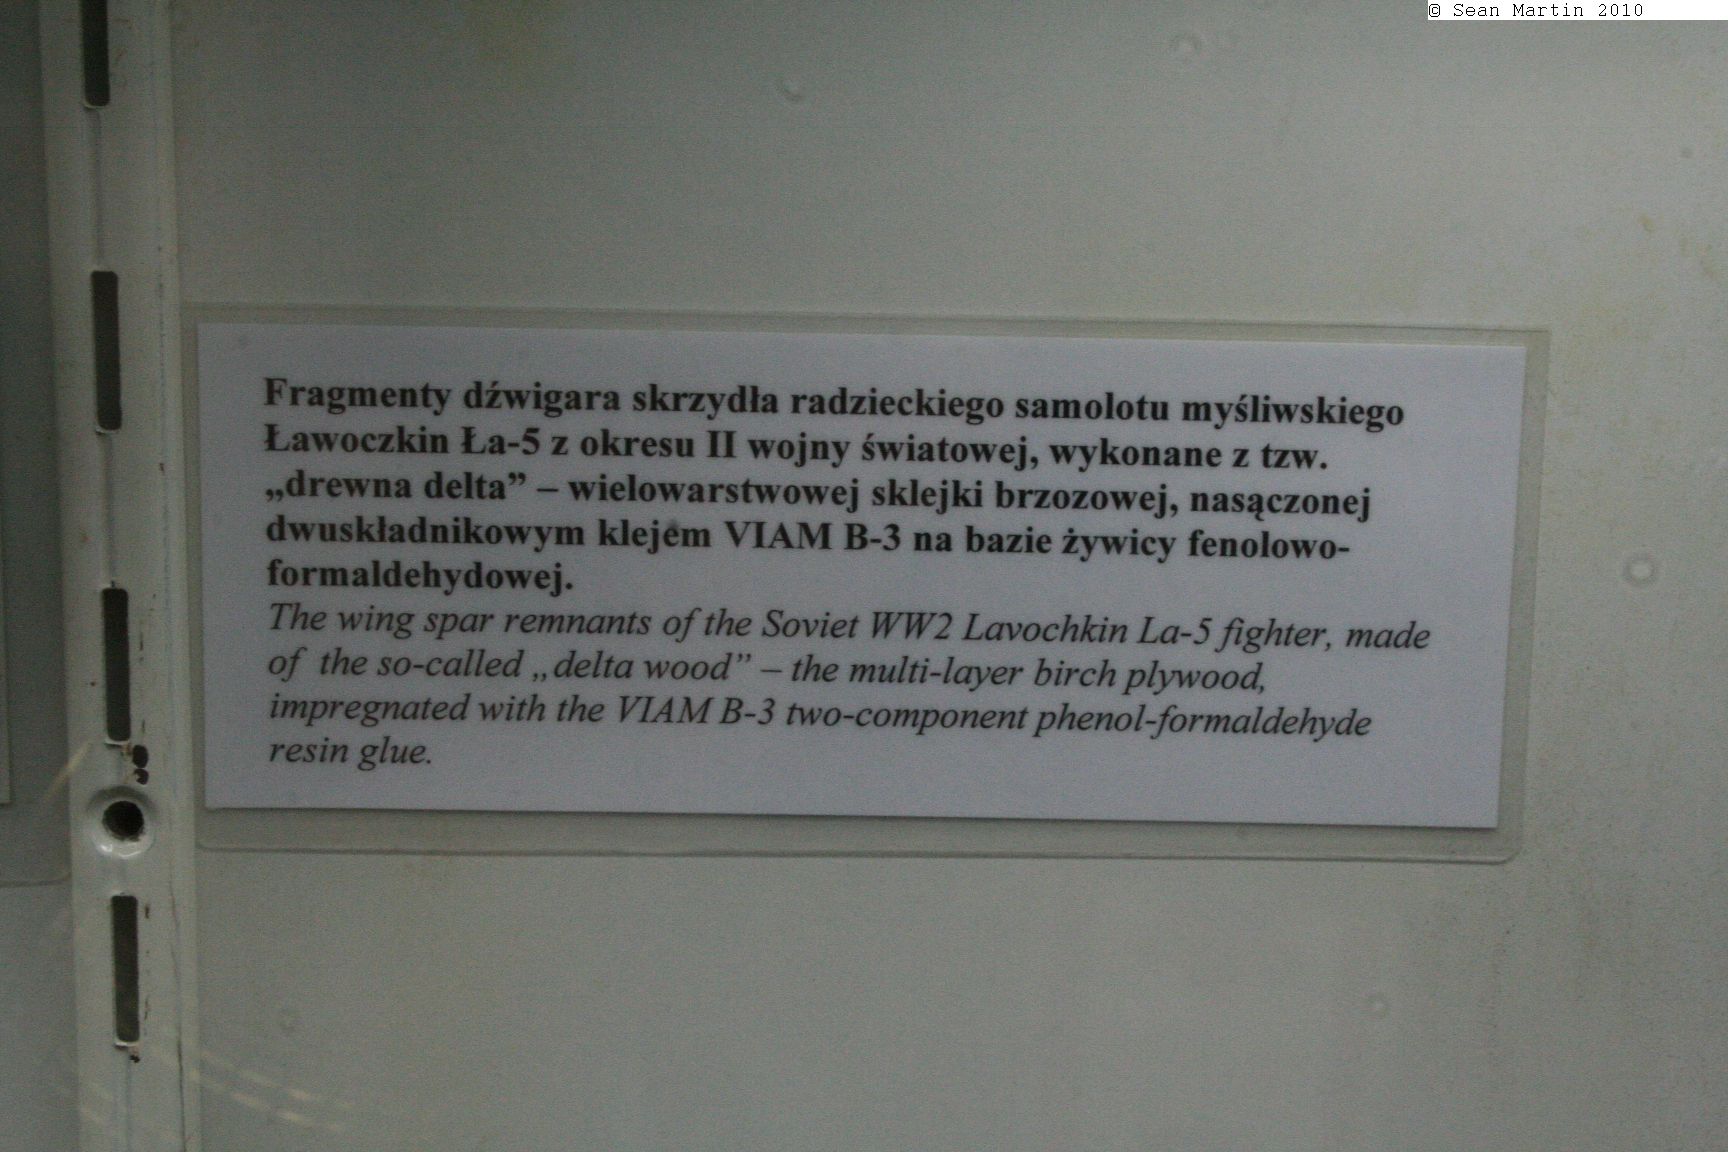 © Sean Martin 2010
Fragmenty dźwigara skrzydła radzieckiego samolotu myśliwskiego
Ławoczkin Ła-5 z okresu II wojny światowej, wykonane z tzw.
„drewna delta” – wielowarstwowej sklejki brzozowej, nasączonej
dwuskładnikowym klejem VIAM B-3 na bazie żywicy fenolowo-
formaldehydowej.
The wing spar remnants of the Soviet WW2 Lavochkin La-5 fighter, made
of the so-called „delta wood” – the multi-layer birch plywood,
impregnated with the VIAM B-3 two-component phenol-formaldehyde
resin glue.